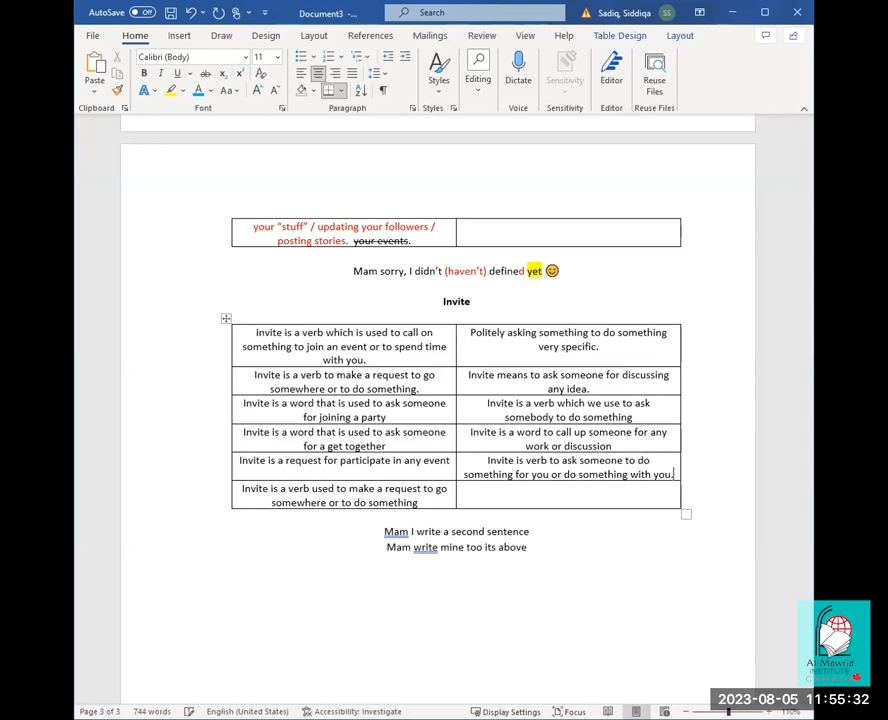 AutoSave Off Document3 -... Search Sadiq, Siddiqa SS
File Home Insert Draw Design Layout References Mailings Review View Help Table Design Layout
Paste Calibri (Body) 11 Styles Editing Dictate Sensitivity Editor Reuse Files
Clipboard Font Paragraph Styles Voice Sensitivity Editor Reuse Files
your “stuff” / updating your followers /
posting stories. your events.
Mam sorry, I didn’t (haven’t) defined yet 😊
Invite
invite is a verb which is used to call on
something to join an event or to spend time
with you.
Politely asking something to do something
very specific.
Invite is a verb to make a request to go
somewhere or to do something.
Invite means to ask someone for discussing
any idea.
Invite is a word that is used to ask someone
for joining a party
Invite is a verb which we use to ask
somebody to do something
Invite is a word that is used to ask someone
for a get together
Invite is a word to call up someone for any
work or discussion
Invite is a request for participate in any event
Invite is verb to ask someone to do
something for you or do something with you.
Invite is a verb used to make a request to go
somewhere or to do something
Mam I write a second sentence
Mam write mine too its above
Al-Mawrid
INSTITUTE
CANADA
Page 3 of 3 744 words English (United States) Accessibility: Investigate Display Settings Focus 110%
2023-08-05 11:55:32